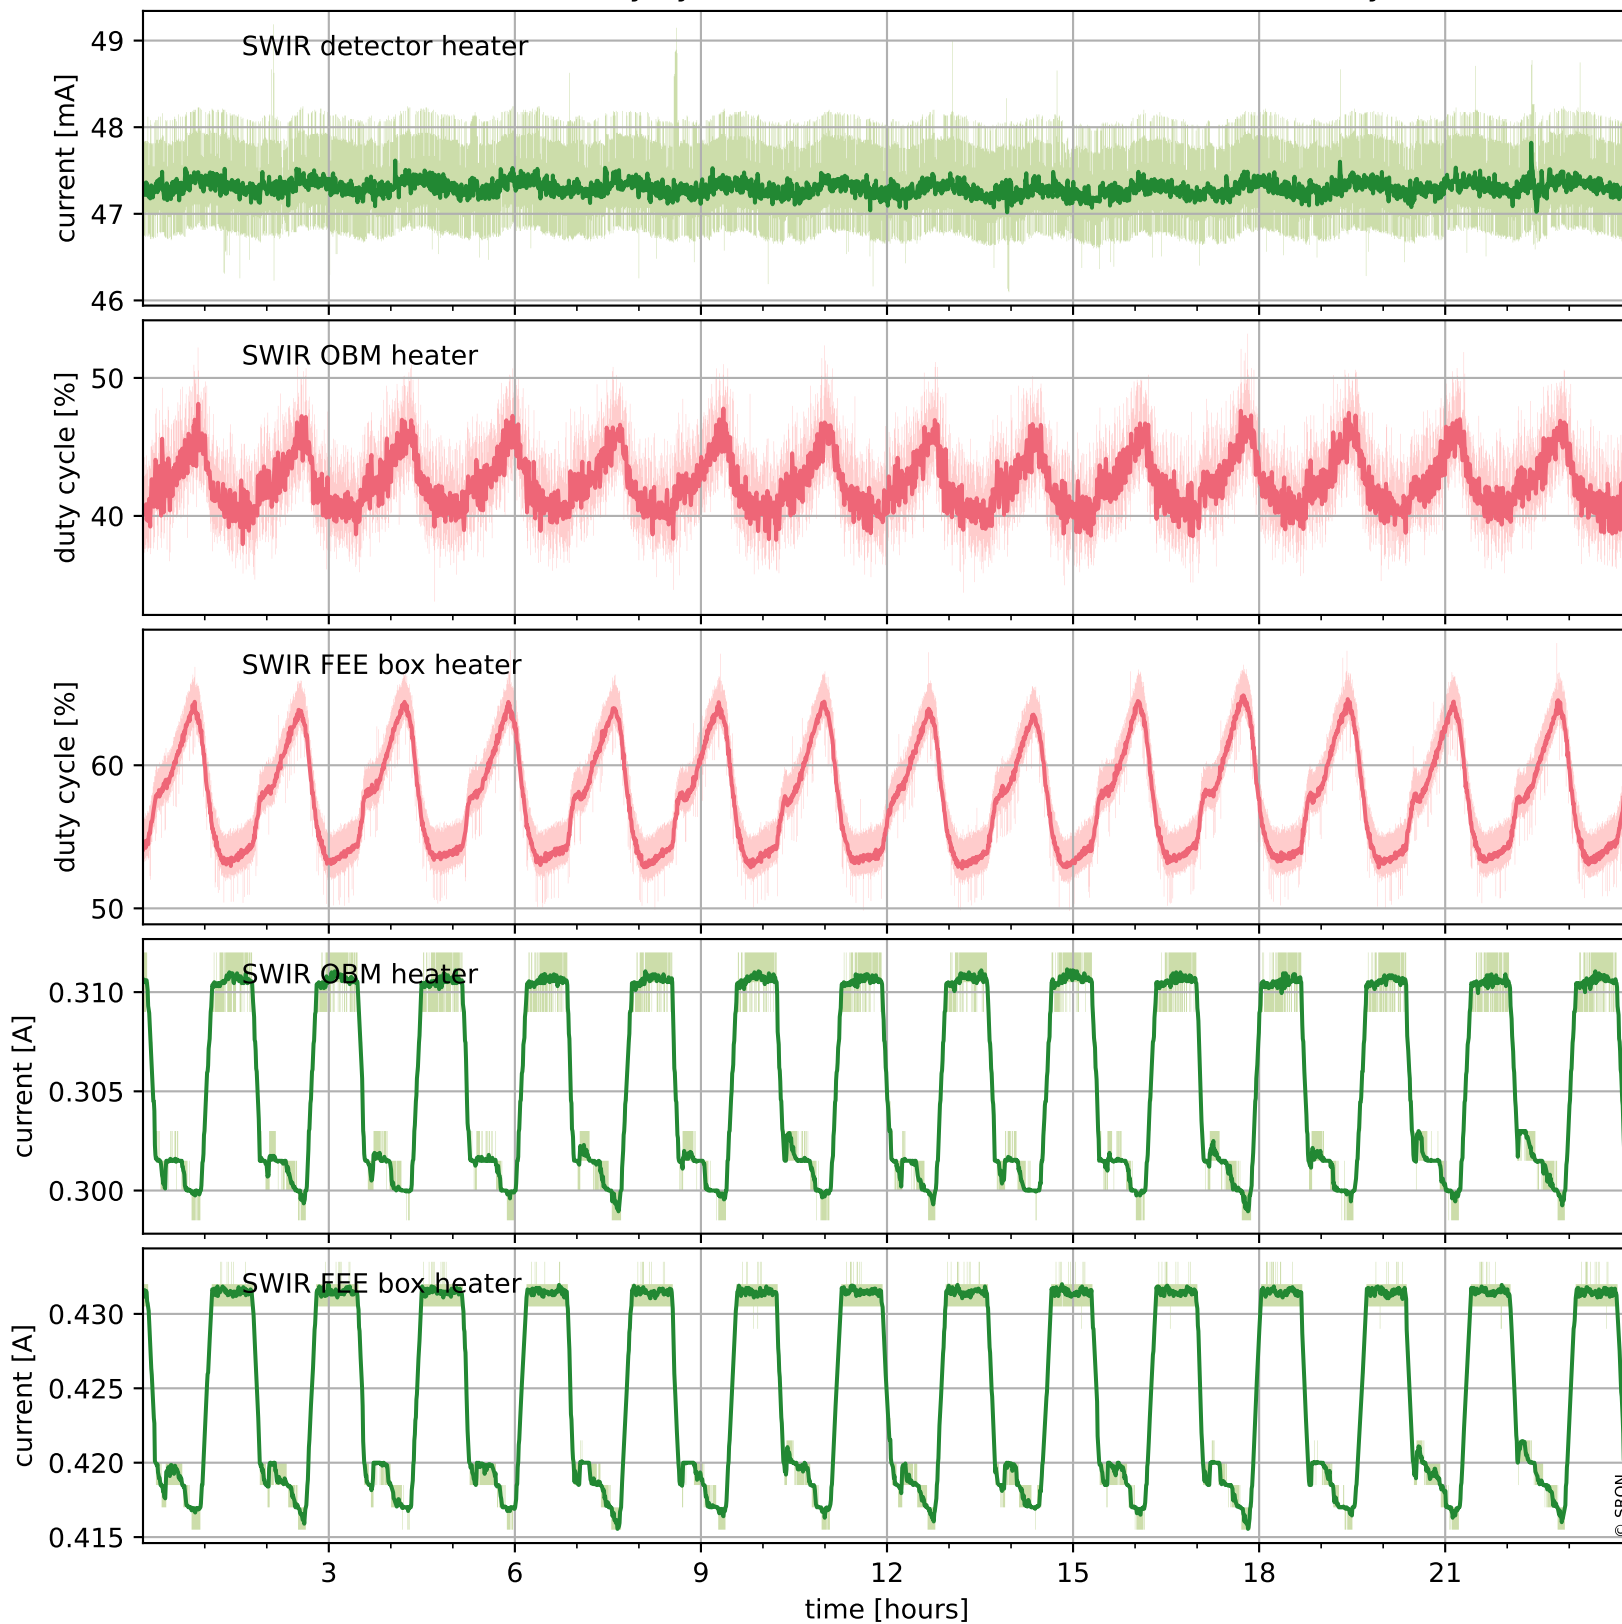 49
48
47
46
current [mA]
SWIR detector heater
50
40
duty cycle [%]
SWIR OBM heater
60
50
duty cycle [%]
SWIR FEE box heater
0.310
0.305
0.300
current [A]
SWIR OBM heater
0.430
0.425
0.420
0.415
current [A]
SWIR FEE box heater
3 6 9 12 15 18 21
time [hours]
© SRON